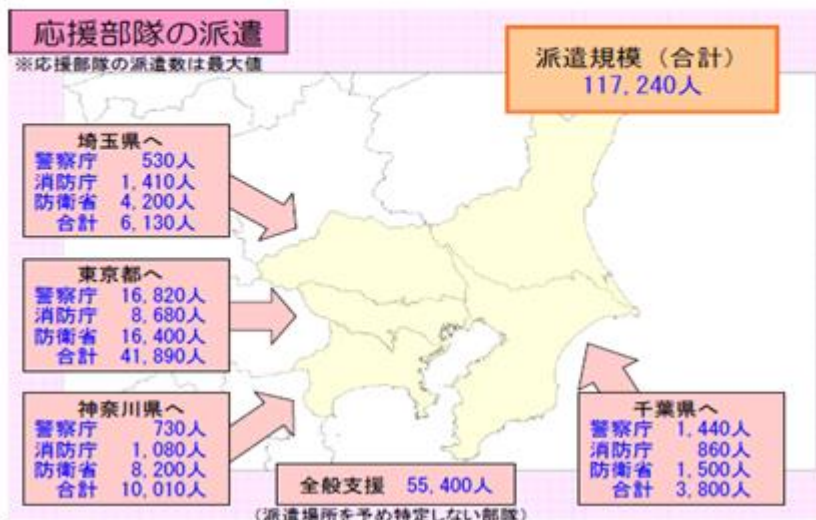 応援部隊の派遣
※応援部隊の派遣数は最大値
派遣規模（合計）
117,240人
埼玉県へ
警察庁 530人
消防庁 1,410人
防衛省 4,200人
合計 6,130人
東京都へ
警察庁 16,820人
消防庁 8,680人
防衛省 16,400人
合計 41,890人
神奈川県へ
警察庁 730人
消防庁 1,080人
防衛省 8,200人
合計 10,010人
千葉県へ
警察庁 1,440人
消防庁 860人
防衛省 1,500人
合計 3,800人
全般支援 55,400人
（派遣場所を予め特定しない部隊）